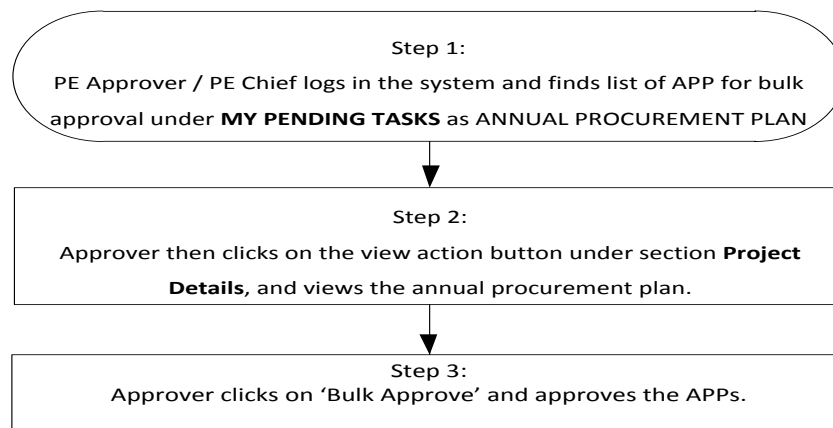 Step 1:
PE Approver / PE Chief logs in the system and finds list of APP for bulk
approval under MY PENDING TASKS as ANNUAL PROCUREMENT PLAN
Step 2:
Approver then clicks on the view action button under section Project
Details, and views the annual procurement plan.
Step 3:
Approver clicks on ‘Bulk Approve’ and approves the APPs.